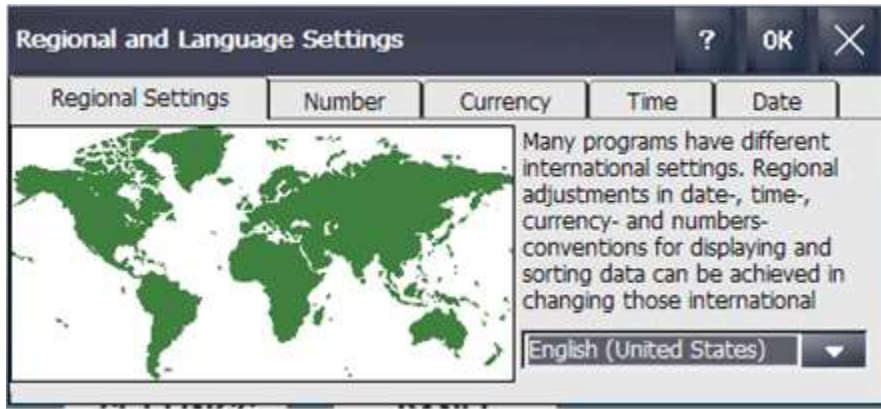 Regional and Language Settings ? OK
Regional Settings Number Currency Time Date
Many programs have different
international settings. Regional
adjustments in date-, time-,
currency- and numbers-
conventions for displaying and
sorting data can be achieved in
changing those international
English (United States)